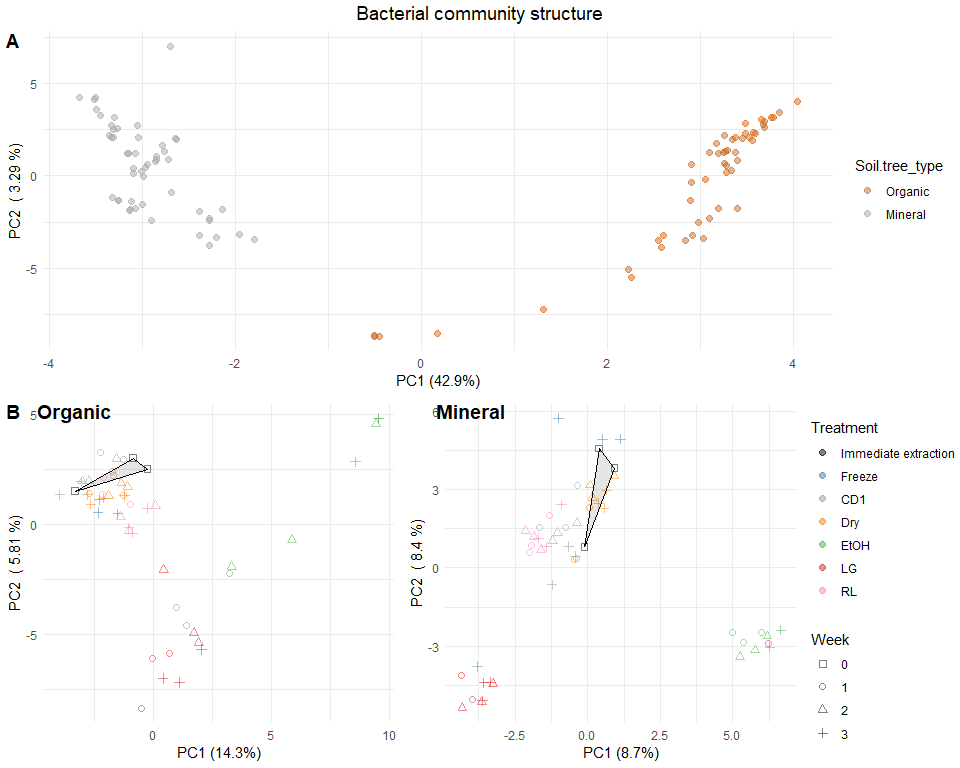 Bacterial community structure
A
5
0
-5
PC2 ( 3.29 %)
-4
-2
0
2
4
PC1 (42.9%)
Soil.tree_type
Organic
Mineral
B Organic
5
0
-5
PC2 ( 5.81 %)
0
5
10
PC1 (14.3%)
Mineral
6
3
0
-3
PC2 ( 8.4 %)
-2.5
0.0
2.5
5.0
PC1 (8.7%)
Treatment
Immediate extraction
Freeze
CD1
Dry
EtOH
LG
RL
Week
0
1
2
3